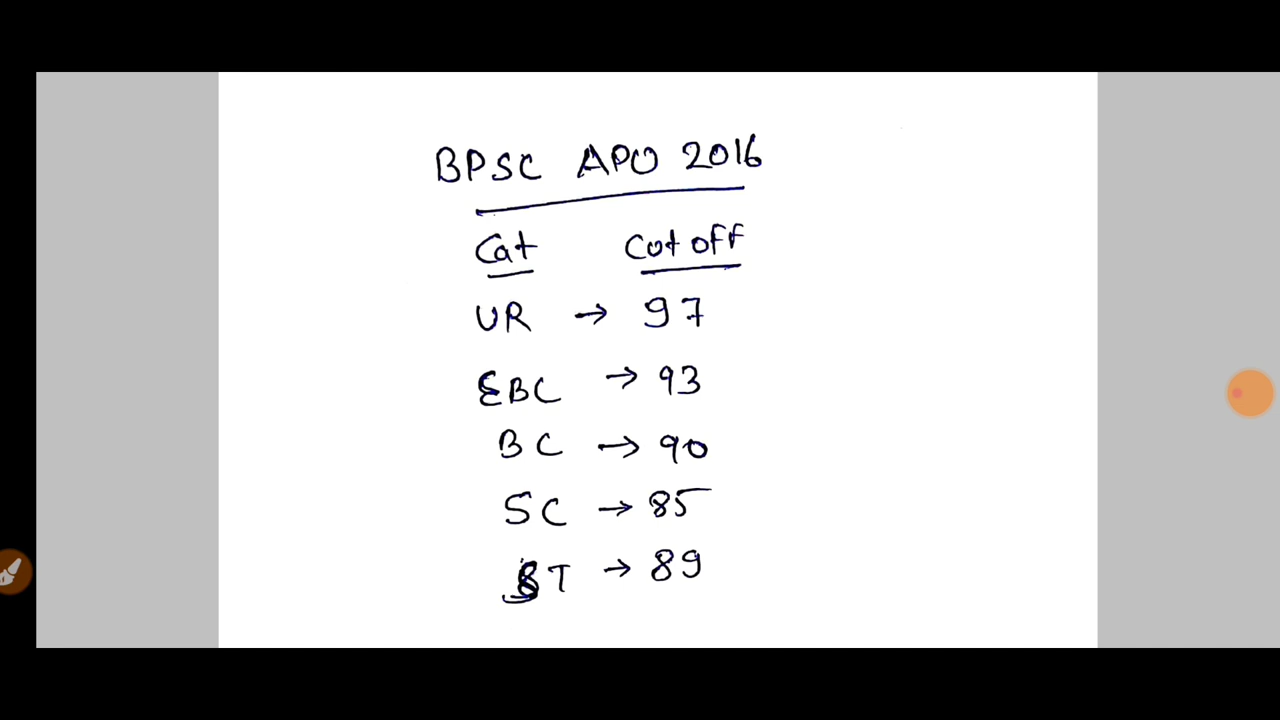 BPSC APO 2016
Cat Cut off
UR → 97
EBC → 93
BC → 90
SC → 85
ST → 89